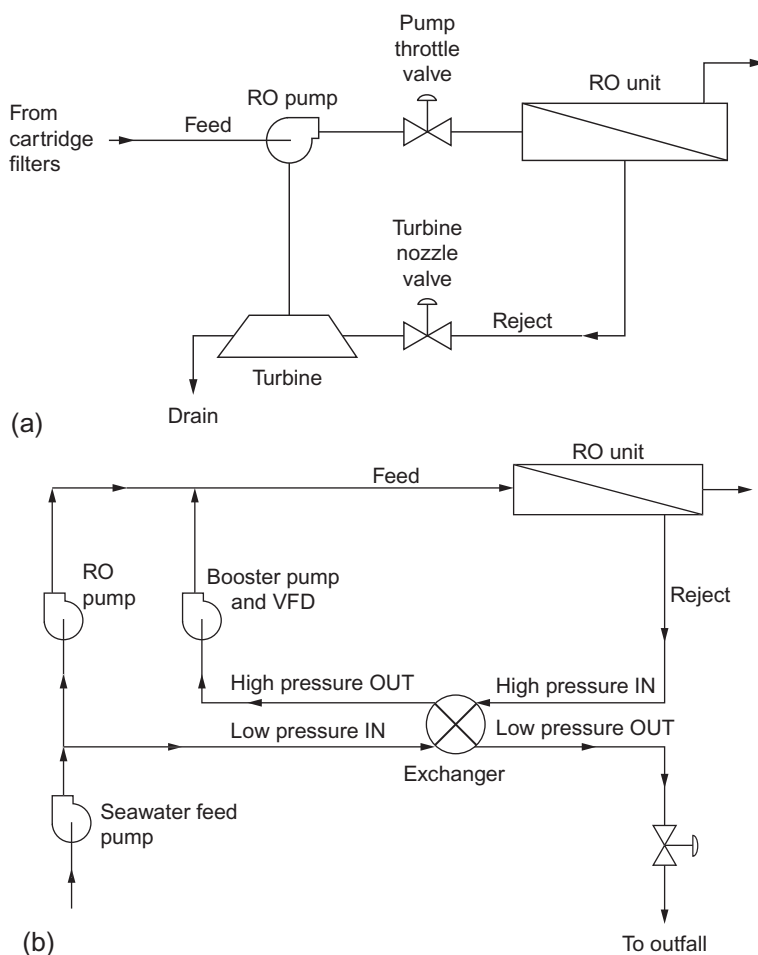 Pump
throttle
valve
RO pump
RO unit
From
cartridge
filters
Feed
Turbine
nozzle
valve
Reject
Turbine
Drain
(a)
RO unit
Feed
RO
pump
Booster pump
and VFD
Reject
High pressure OUT
High pressure IN
Low pressure IN
Low pressure OUT
Exchanger
Seawater feed
pump
To outfall
(b)